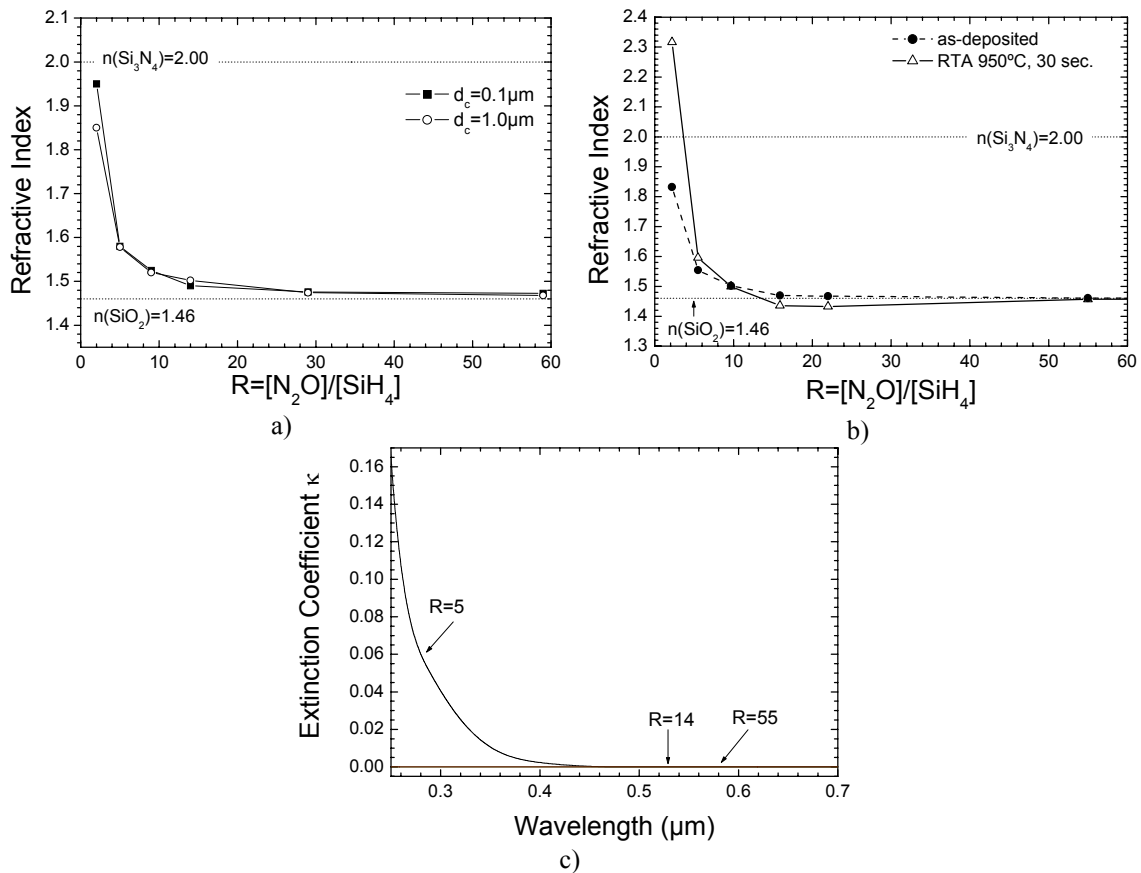 n(Si₃N₄)=2.00
d_c=0.1µm
d_c=1.0µm
n(SiO₂)=1.46
Refractive Index
2.0
1.9
1.8
1.7
1.6
1.5
1.4
0 10 20 30 40 50 60
R=[N₂O]/[SiH₄]
a)
as-deposited
RTA 950ºC, 30 sec.
n(Si₃N₄)=2.00
n(SiO₂)=1.46
Refractive Index
2.4
2.3
2.2
2.1
2.0
1.9
1.8
1.7
1.6
1.5
1.4
1.3
0 10 20 30 40 50 60
R=[N₂O]/[SiH₄]
b)
Extinction Coefficient κ
0.16
0.14
0.12
0.10
0.08
0.06
0.04
0.02
0.00
R=5
R=14
R=55
0.3 0.4 0.5 0.6 0.7
Wavelength (µm)
c)